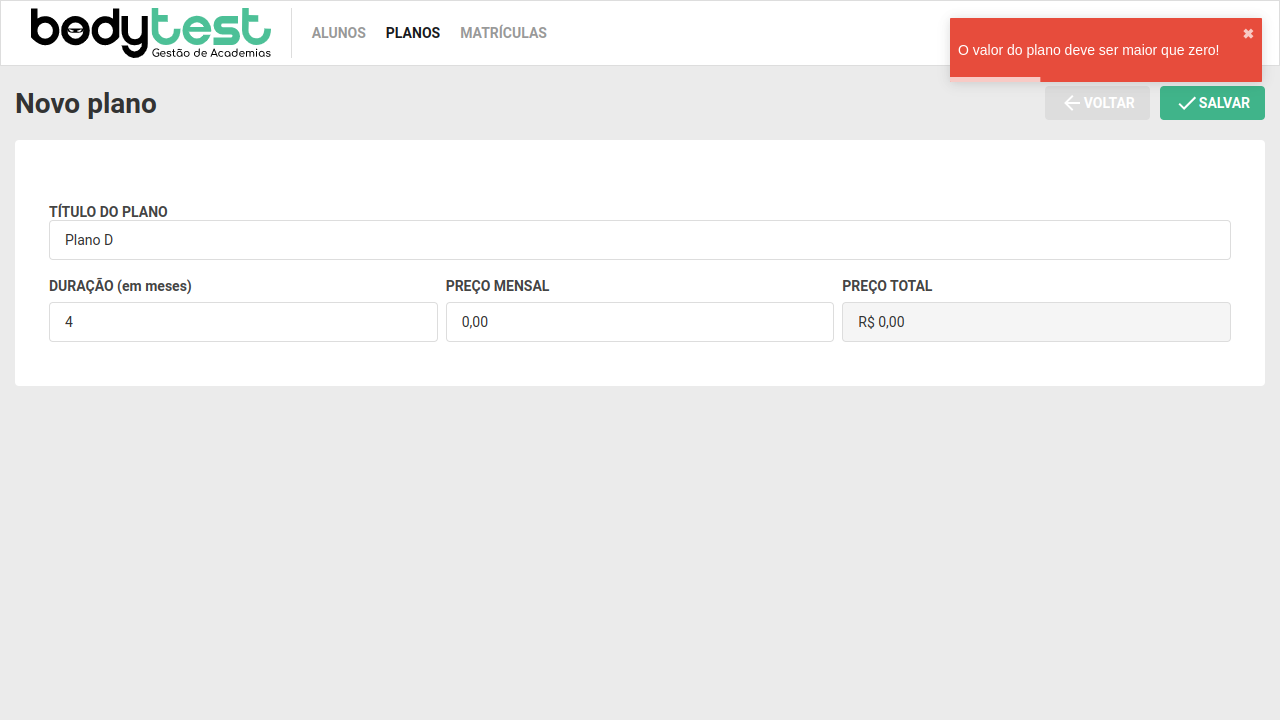 bodytest
Gestão de Academias
ALUNOS
PLANOS
MATRÍCULAS
✖
O valor do plano deve ser maior que zero!
Novo plano
VOLTAR
SALVAR
TÍTULO DO PLANO
Plano D
DURAÇÃO (em meses)
PREÇO MENSAL
PREÇO TOTAL
4
0,00
R$ 0,00